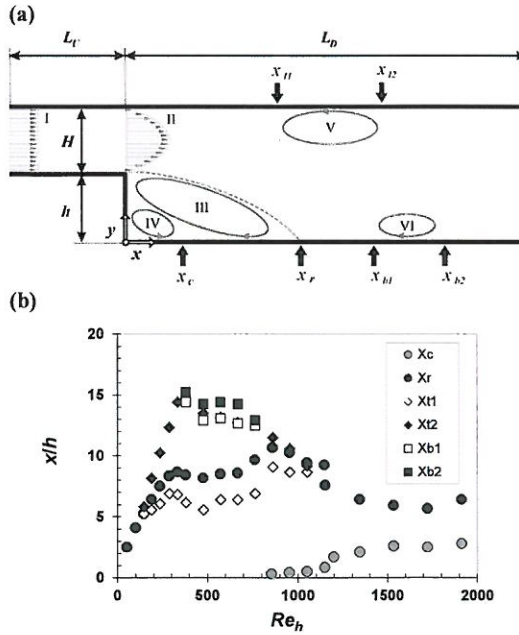 (a)
L_U L_D
x_t1 x_t2
I II V
H
h III
IV VI
y
x
x_c x_r x_b1 x_b2
(b)
20
15
10
5
0
x/h
Xc
Xr
Xt1
Xt2
Xb1
Xb2
0 500 1000 1500 2000
Re_h